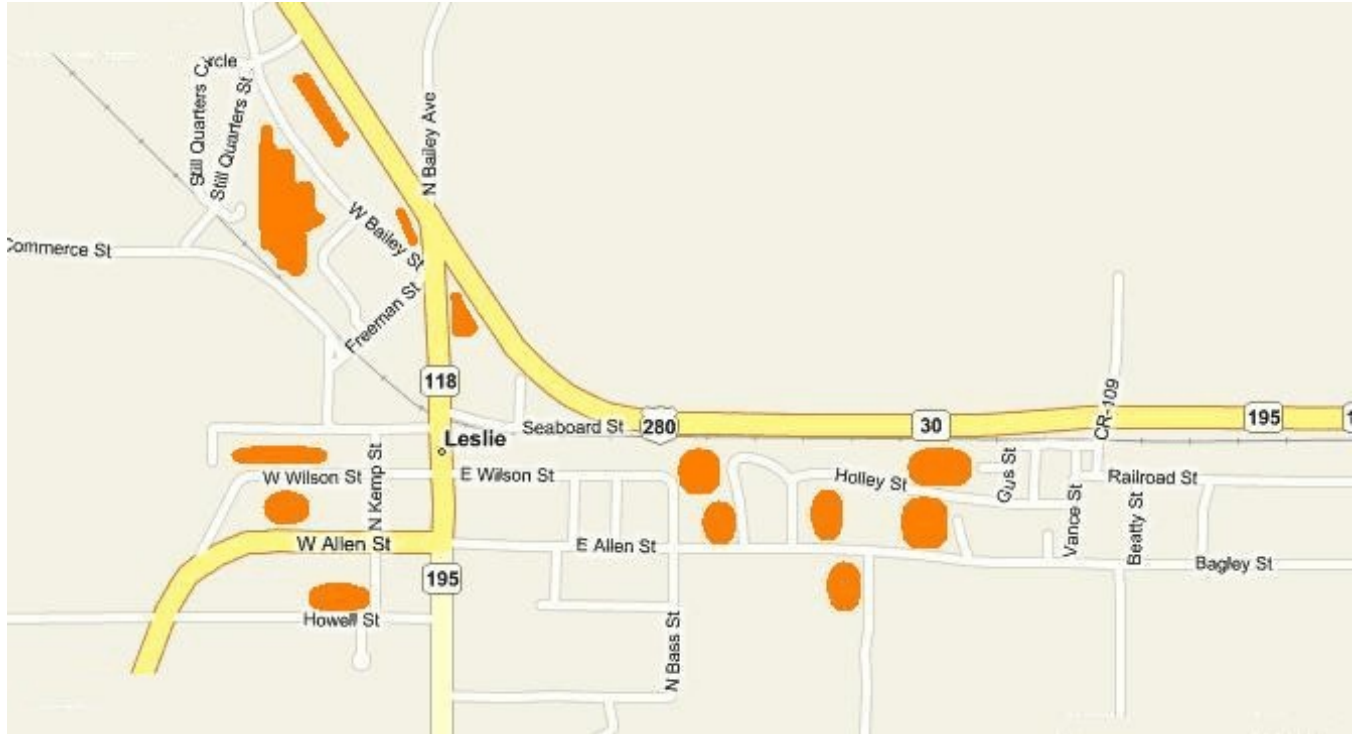 Still Quarters Circle
Still Quarters St
N Bailey Ave
W Bailey St
Commerce St
Freeman St
118
Seaboard St
280
30
CR-109
195
Leslie
W Wilson St
E Wilson St
N Kemp St
Holley St
Gus St
Railroad St
Vance St
Beatty St
W Allen St
E Allen St
Bagley St
195
Howell St
N Bass St